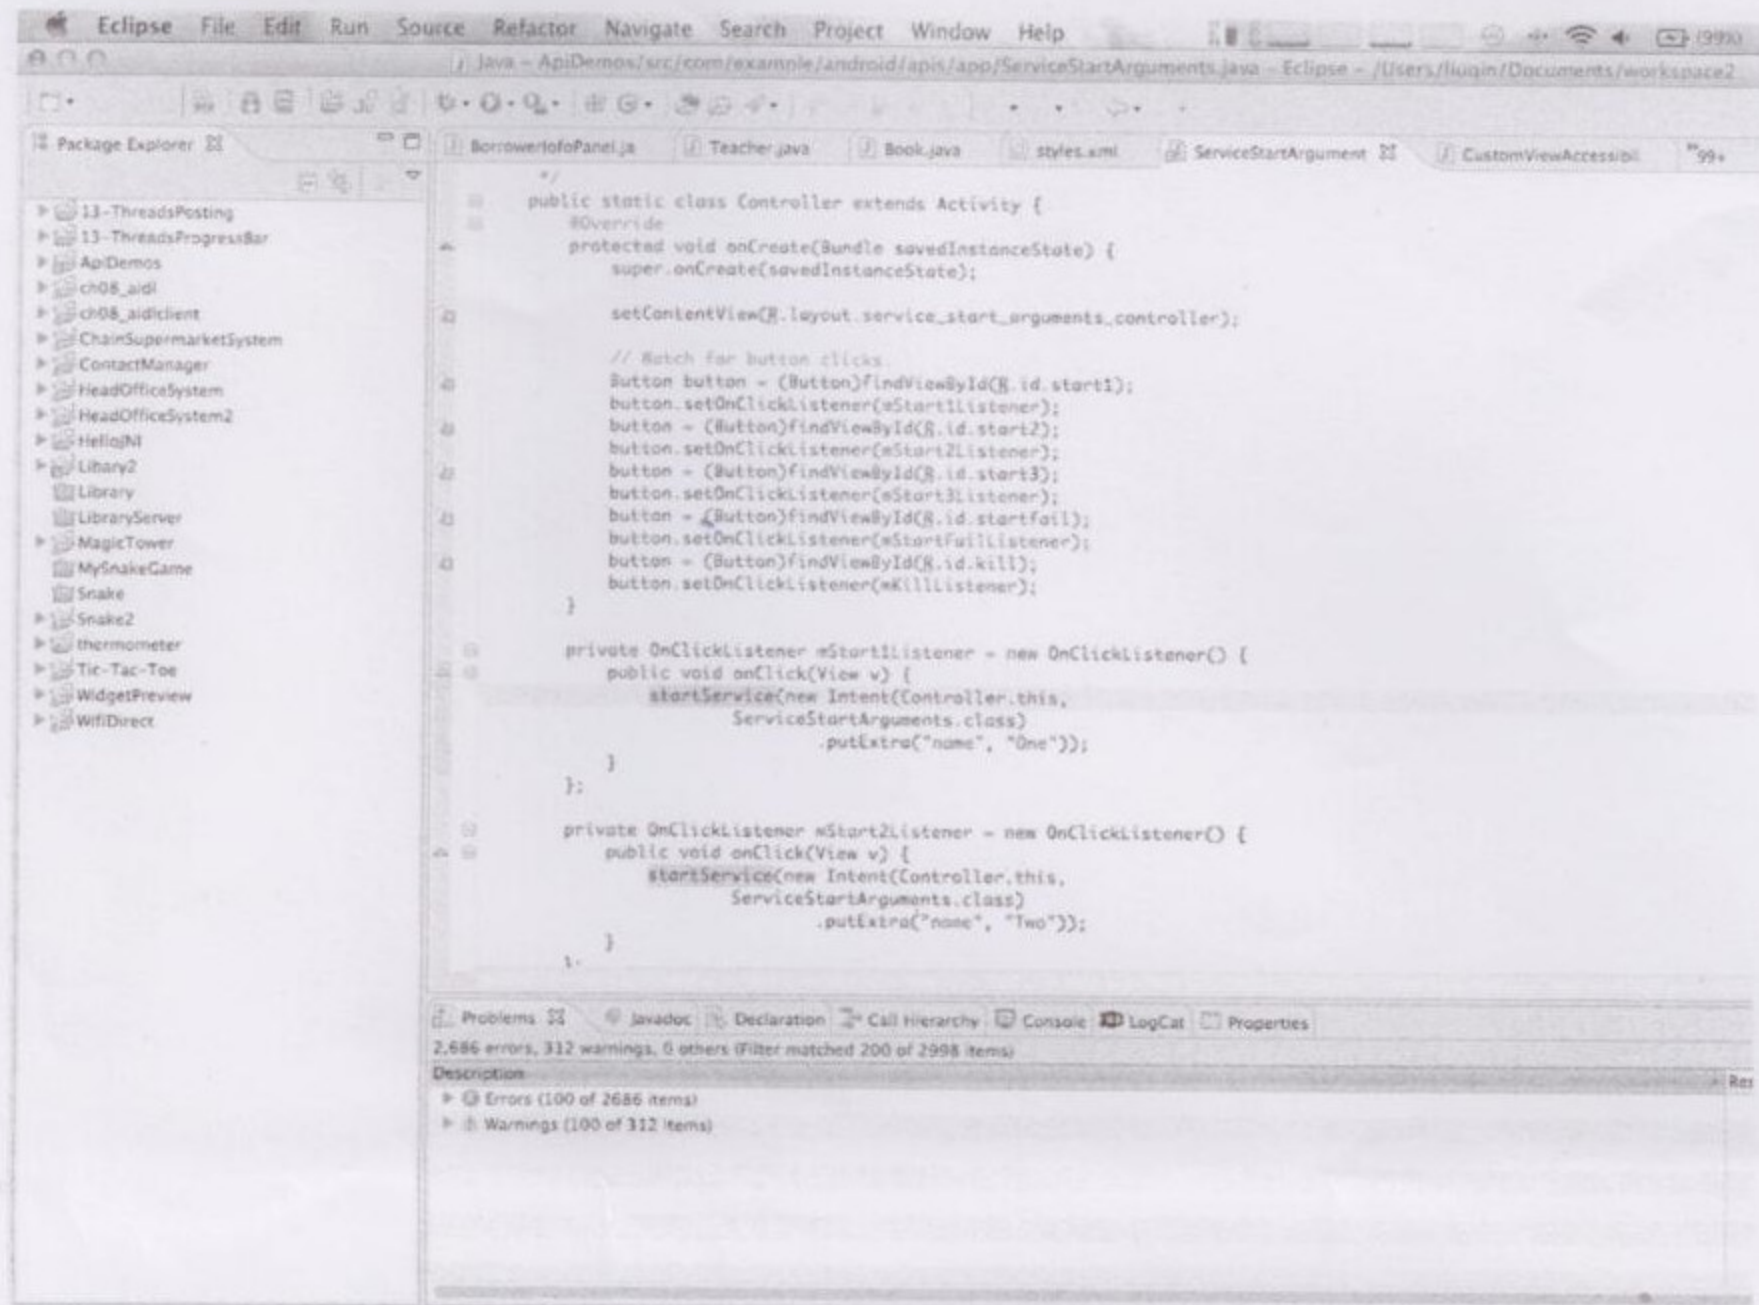 Eclipse File Edit Run Source Refactor Navigate Search Project Window Help (99%)
Java - ApiDemos/src/com/example/android/apis/app/ServiceStartArguments.java - Eclipse - /Users/liuqin/Documents/workspace2
Package Explorer
13-ThreadsPosting
13-ThreadsProgressBar
ApiDemos
ch08_aidl
ch08_aidlclient
ChainSupermarketSystem
ContactManager
HeadOfficeSystem
HeadOfficeSystem2
HelloJNI
Libary2
Library
LibraryServer
MagicTower
MySnakeGame
Snake
Snake2
thermometer
Tic-Tac-Toe
WidgetPreview
WifiDirect
BorrowerIofoPanel.ja Teacher.java Book.java styles.xml ServiceStartArgument CustomViewAccessibil "99+
*/
public static class Controller extends Activity {
@Override
protected void onCreate(Bundle savedInstanceState) {
super.onCreate(savedInstanceState);
setContentView(R.layout.service_start_arguments_controller);
// Watch for button clicks.
Button button = (Button)findViewById(R.id.start1);
button.setOnClickListener(mStart1Listener);
button = (Button)findViewById(R.id.start2);
button.setOnClickListener(mStart2Listener);
button = (Button)findViewById(R.id.start3);
button.setOnClickListener(mStart3Listener);
button = (Button)findViewById(R.id.startfail);
button.setOnClickListener(mStartFailListener);
button = (Button)findViewById(R.id.kill);
button.setOnClickListener(mKillListener);
}
private OnClickListener mStart1Listener = new OnClickListener() {
public void onClick(View v) {
startService(new Intent(Controller.this,
ServiceStartArguments.class)
.putExtra("name", "One"));
}
};
private OnClickListener mStart2Listener = new OnClickListener() {
public void onClick(View v) {
startService(new Intent(Controller.this,
ServiceStartArguments.class)
.putExtra("name", "Two"));
}
Problems Javadoc Declaration Call Hierarchy Console LogCat Properties
2,686 errors, 312 warnings, 0 others (Filter matched 200 of 2998 items)
Description Res
Errors (100 of 2686 items)
Warnings (100 of 312 items)